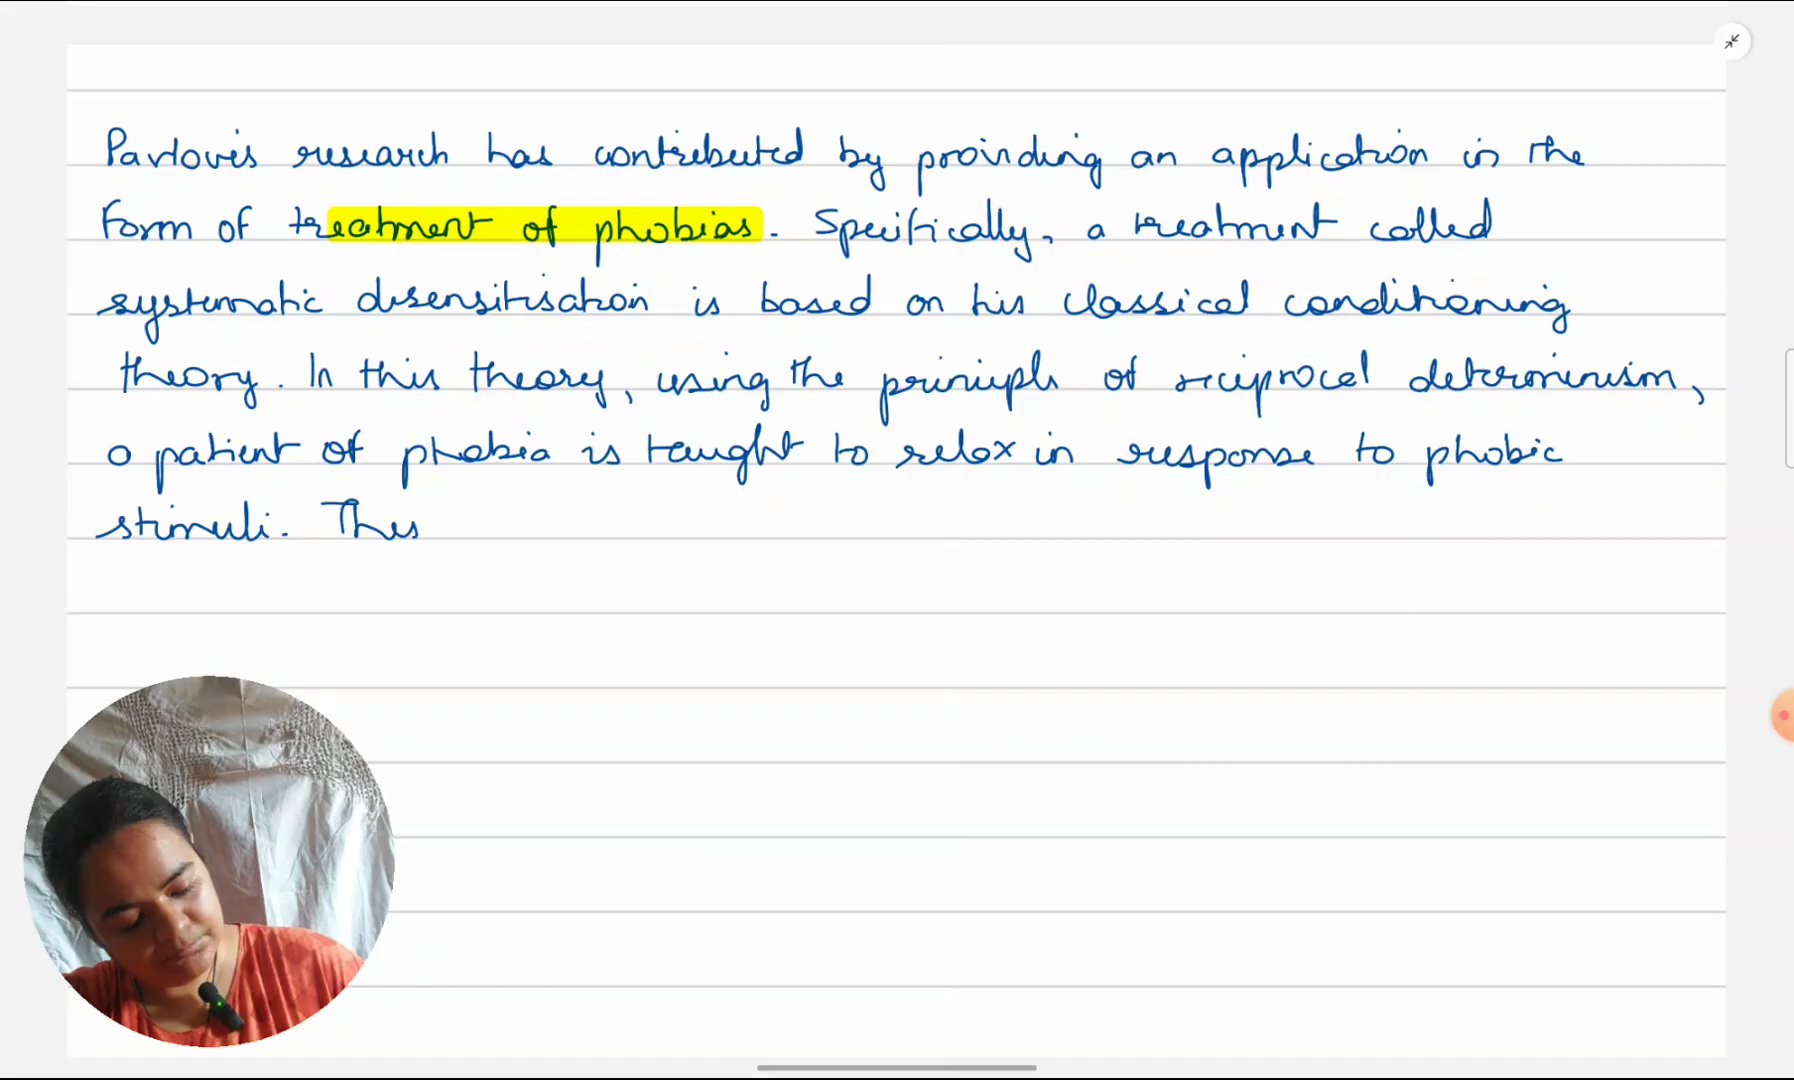 Pavlov's research has contributed by providing an application in the
form of treatment of phobias. Specifically, a treatment called
systematic desensitisation is based on his classical conditioning
theory. In this theory, using the principle of reciprocal determinism,
a patient of phobia is taught to relax in response to phobic
stimuli. Thus